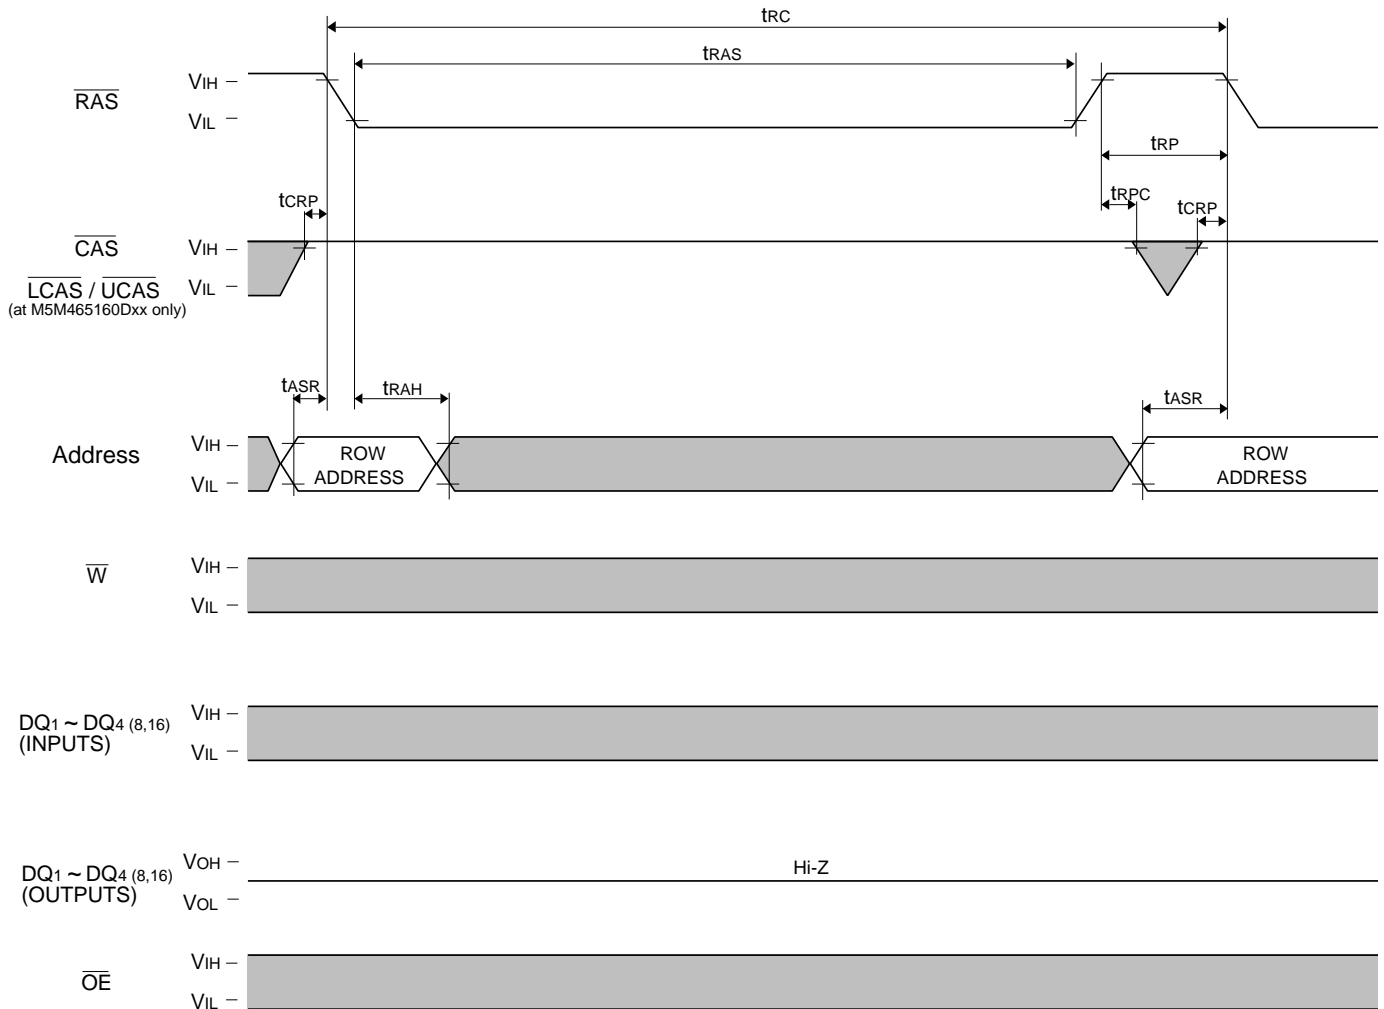 tRC
tRAS
RAS
VIH
VIL
tRP
tCRP
tRPC
tCRP
CAS
VIH
LCAS / UCAS
VIL
(at M5M465160Dxx only)
tASR
tRAH
tASR
Address
VIH
VIL
ROW
ADDRESS
ROW
ADDRESS
W
VIH
VIL
DQ1 ~ DQ4 (8,16)
(INPUTS)
VIH
VIL
DQ1 ~ DQ4 (8,16)
(OUTPUTS)
VOH
VOL
Hi-Z
OE
VIH
VIL